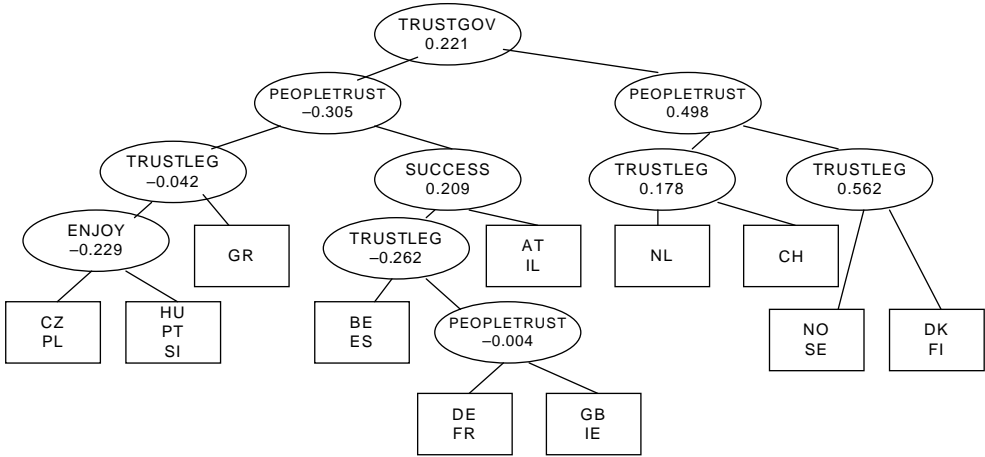 TRUSTGOV
0.221
PEOPLETRUST
–0.305
PEOPLETRUST
0.498
TRUSTLEG
–0.042
SUCCESS
0.209
TRUSTLEG
0.178
TRUSTLEG
0.562
ENJOY
–0.229
GR
TRUSTLEG
–0.262
AT
IL
NL
CH
CZ
PL
HU
PT
SI
BE
ES
PEOPLETRUST
–0.004
NO
SE
DK
FI
DE
FR
GB
IE